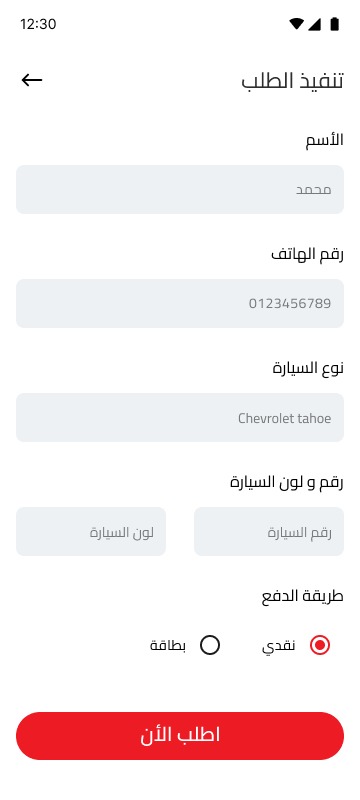 12:30
تنفيذ الطلب
الأسم
محمد
رقم الهاتف
0123456789
نوع السيارة
Chevrolet tahoe
رقم و لون السيارة
رقم السيارة
لون السيارة
طريقة الدفع
نقدي
بطاقة
اطلب الأن